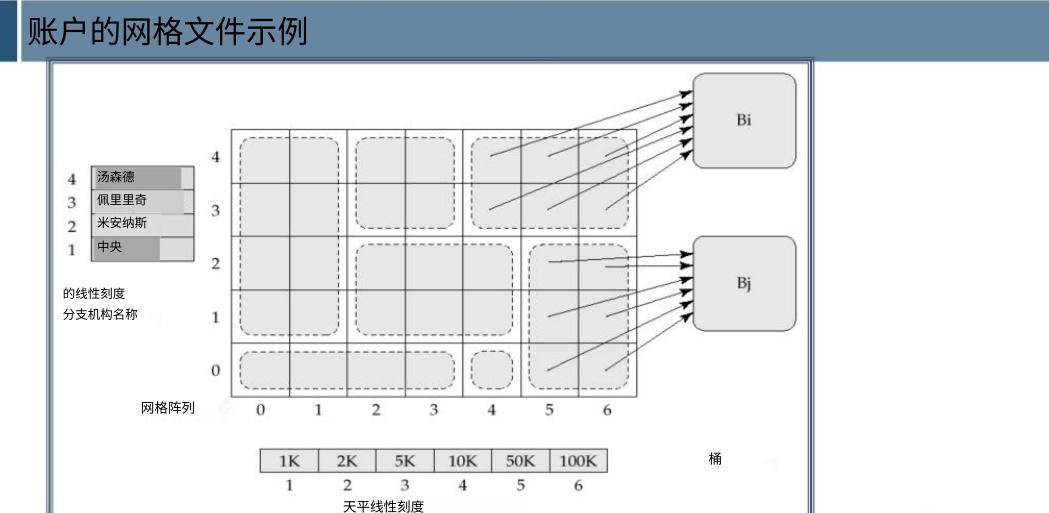 账户的网格文件示例
Bi
4
4 汤森德
3 佩里里奇
3
2 米安纳斯
1 中央
2
Bj
的线性刻度
分支机构名称
1
0
网格阵列
0 1 2 3 4 5 6
1K 2K 5K 10K 50K 100K
桶
1 2 3 4 5 6
天平线性刻度